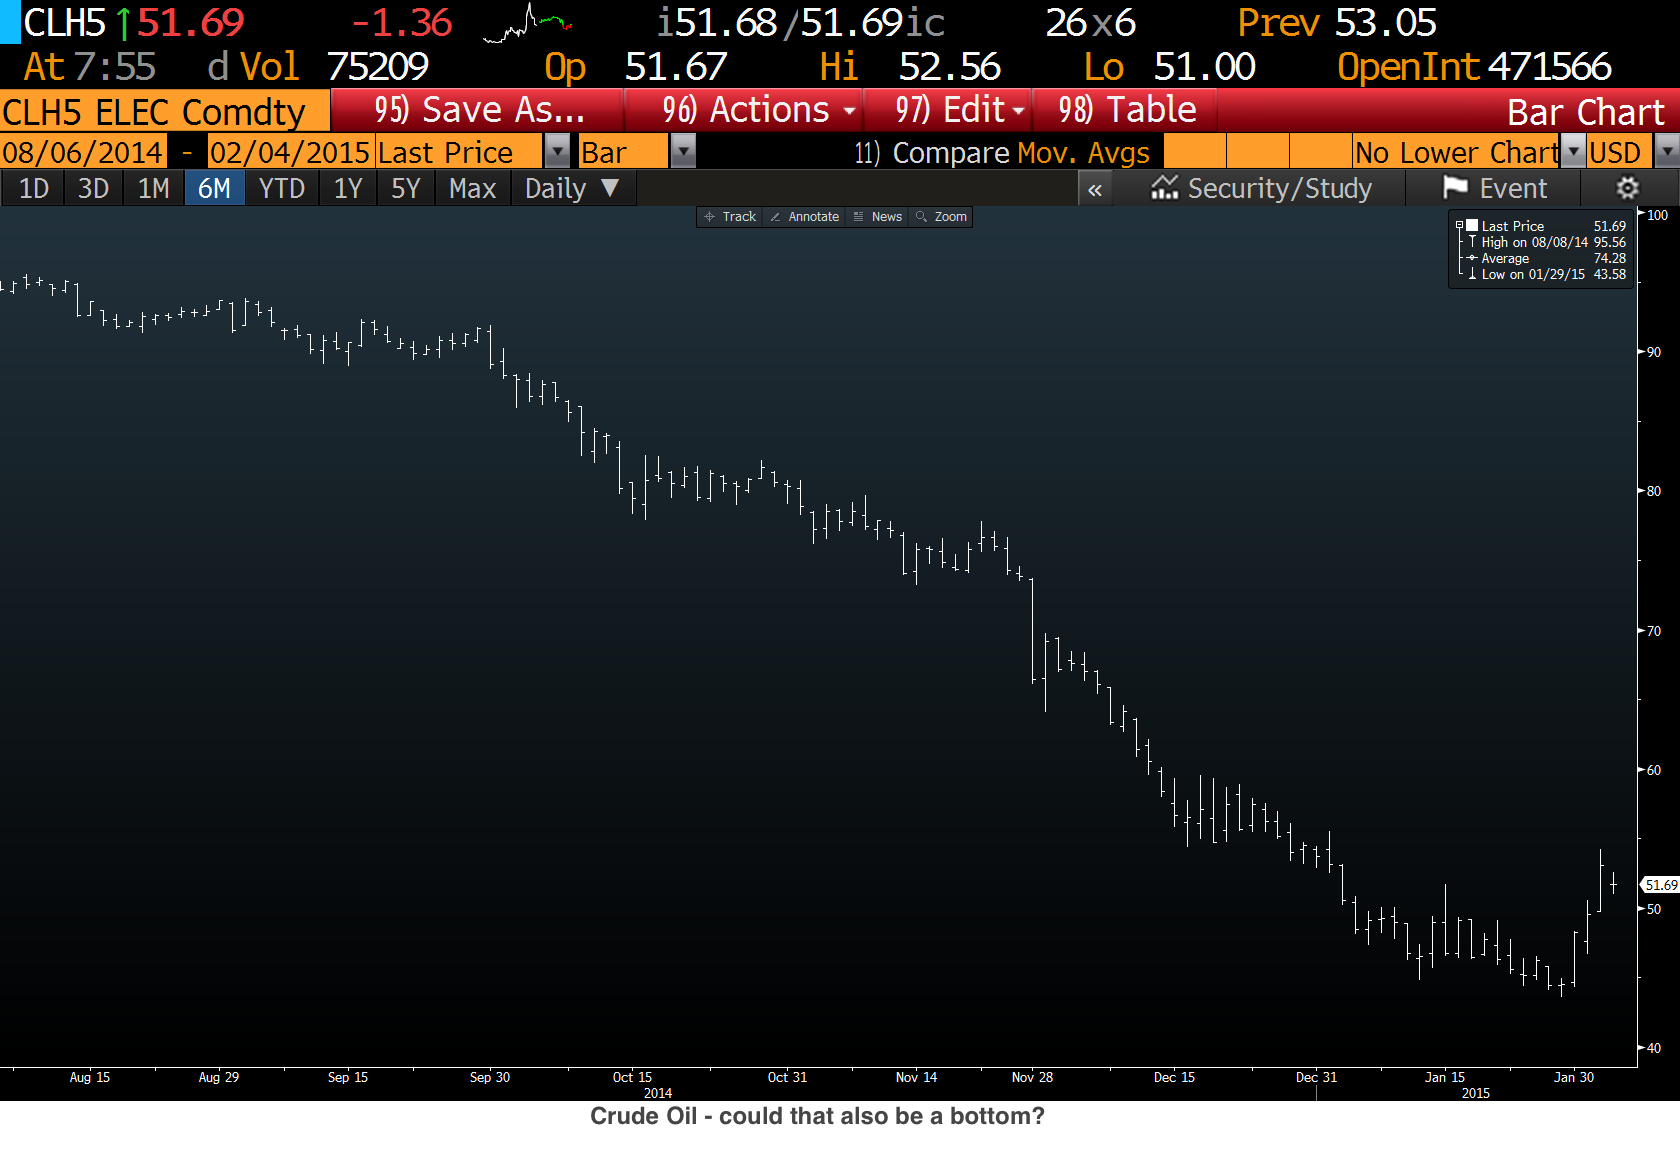 CLH5 ↑51.69 -1.36 i51.68/51.69ic 26x6 Prev 53.05
At 7:55 d Vol 75209 Op 51.67 Hi 52.56 Lo 51.00 OpenInt 471566
CLH5 ELEC Comdty 95) Save As... 96) Actions 97) Edit 98) Table Bar Chart
08/06/2014 - 02/04/2015 Last Price Bar 11) Compare Mov. Avgs No Lower Chart USD
1D 3D 1M 6M YTD 1Y 5Y Max Daily ▼ « Security/Study Event
Track Annotate News Zoom
Last Price 51.69
High on 08/08/14 95.56
Average 74.28
Low on 01/29/15 43.58
100
90
80
70
60
51.69
50
40
Aug 15 Aug 29 Sep 15 Sep 30 Oct 15 Oct 31 Nov 14 Nov 28 Dec 15 Dec 31 Jan 15 Jan 30
2014 2015
Crude Oil - could that also be a bottom?